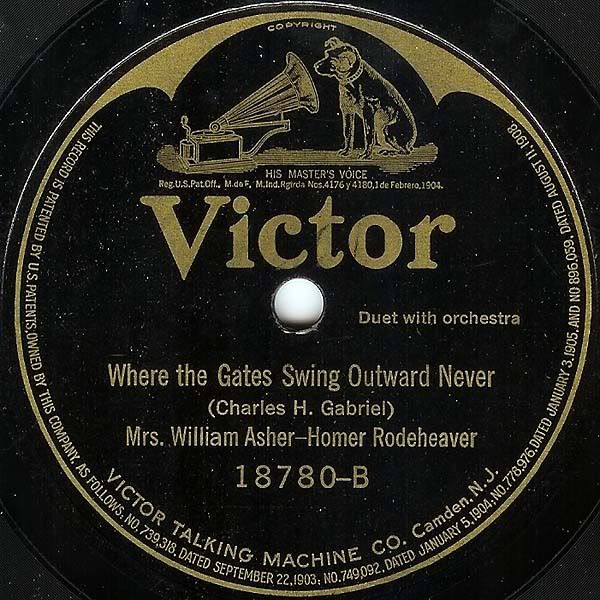 COPYRIGHT
HIS MASTER'S VOICE
Reg.U.S.Pat.Off., M.de F., M.Ind.Rgirda Nos.4176 y 4180,1 de Febrero,1904.
Victor
Duet with orchestra
Where the Gates Swing Outward Never
(Charles H. Gabriel)
Mrs. William Asher-Homer Rodeheaver
18780-B
VICTOR TALKING MACHINE CO. Camden, N.J.
THIS RECORD IS PATENTED BY U.S. PATENTS, OWNED BY THIS COMPANY, AS FOLLOWS: NO. 739,318, DATED SEPTEMBER 22, 1903; NO. 749,092, DATED JANUARY 5, 1904; NO. 778,976, DATED JANUARY 3, 1905. AND NO 896,059, DATED AUGUST 11, 1908.